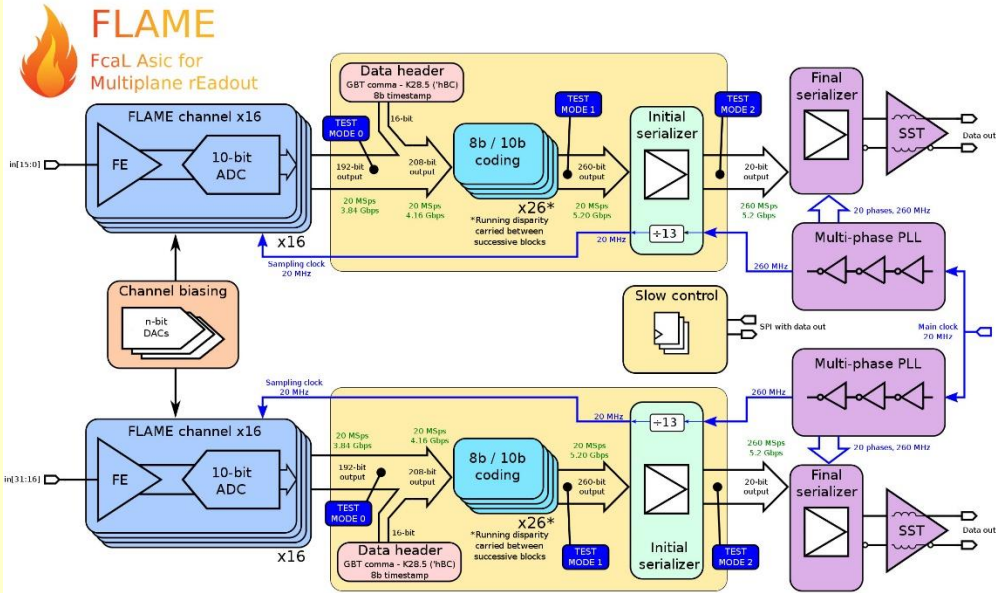 FLAME
FcaL Asic for
Multiplane rEadout
Data header
GBT comma - K28.5 ('hBC)
8b timestamp
16-bit
TEST
MODE 0
TEST
MODE 1
TEST
MODE 2
FLAME channel x16
FE
10-bit
ADC
in[15:0]
x16
192-bit
output
20 MSps
3.84 Gbps
208-bit
output
20 MSps
4.16 Gbps
8b / 10b
coding
x26*
*Running disparity
carried between
successive blocks
260-bit
output
20 MSps
5.20 Gbps
Initial
serializer
÷13
20-bit
output
260 MSps
5.2 Gbps
Final
serializer
SST
Data out
20 phases, 260 MHz
Multi-phase PLL
260 MHz
20 MHz
Sampling clock
20 MHz
Channel biasing
n-bit
DACs
Slow control
SPI with data out
Main clock
20 MHz
Multi-phase PLL
260 MHz
20 MHz
20 phases, 260 MHz
Sampling clock
20 MHz
FLAME channel x16
FE
10-bit
ADC
in[31:16]
x16
20 MSps
3.84 Gbps
192-bit
output
TEST
MODE 0
20 MSps
4.16 Gbps
208-bit
output
16-bit
Data header
GBT comma - K28.5 ('hBC)
8b timestamp
8b / 10b
coding
x26*
*Running disparity
carried between
successive blocks
20 MSps
5.20 Gbps
260-bit
output
TEST
MODE 1
÷13
Initial
serializer
260 MSps
5.2 Gbps
20-bit
output
TEST
MODE 2
Final
serializer
SST
Data out